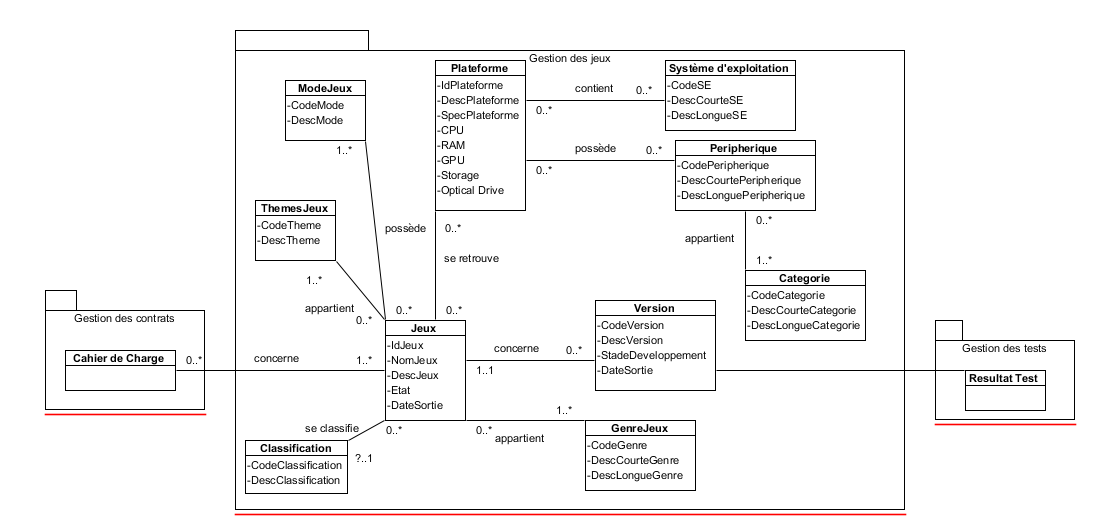 Gestion des jeux
Plateforme
-IdPlateforme
-DescPlateforme
-SpecPlateforme
-CPU
-RAM
-GPU
-Storage
-Optical Drive
contient
0..*
0..*
Système d'exploitation
-CodeSE
-DescCourteSE
-DescLongueSE
ModeJeux
-CodeMode
-DescMode
1..*
possède
0..*
0..*
Peripherique
-CodePeripherique
-DescCourtePeripherique
-DescLonguePeripherique
ThemesJeux
-CodeTheme
-DescTheme
1..*
appartient
0..*
possède
0..*
0..*
se retrouve
0..*
0..*
appartient
1..*
Categorie
-CodeCategorie
-DescCourteCategorie
-DescLongueCategorie
Gestion des contrats
Cahier de Charge
0..*
concerne
1..*
Jeux
-IdJeux
-NomJeux
-DescJeux
-Etat
-DateSortie
concerne
0..*
1..1
Version
-CodeVersion
-DescVersion
-StadeDeveloppement
-DateSortie
Gestion des tests
Resultat Test
se classifie
0..*
?..1
Classification
-CodeClassification
-DescClassification
1..*
0..*
appartient
GenreJeux
-CodeGenre
-DescCourteGenre
-DescLongueGenre